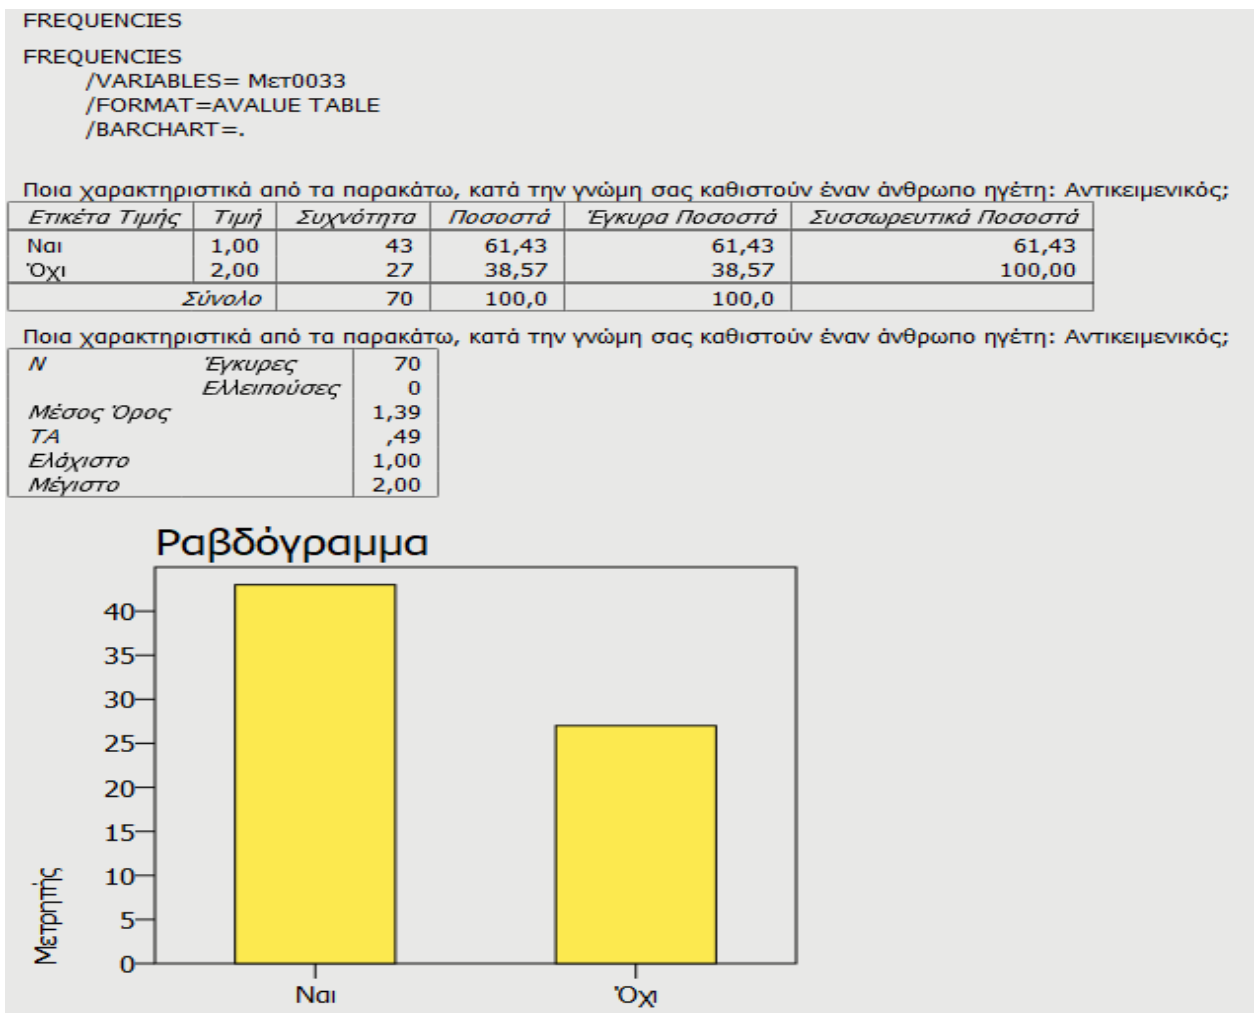 FREQUENCIES
FREQUENCIES
/VARIABLES= Μετ0033
/FORMAT=AVALUE TABLE
/BARCHART=.
Ποια χαρακτηριστικά από τα παρακάτω, κατά την γνώμη σας καθιστούν έναν άνθρωπο ηγέτη: Αντικειμενικός;
Ετικέτα Τιμής Τιμή Συχνότητα Ποσοστά Έγκυρα Ποσοστά Συσσωρευτικά Ποσοστά
Ναι 1,00 43 61,43 61,43 61,43
Όχι 2,00 27 38,57 38,57 100,00
Σύνολο 70 100,0 100,0
Ποια χαρακτηριστικά από τα παρακάτω, κατά την γνώμη σας καθιστούν έναν άνθρωπο ηγέτη: Αντικειμενικός;
N Έγκυρες 70
Ελλειπούσες 0
Μέσος Όρος 1,39
ΤΑ ,49
Ελάχιστο 1,00
Μέγιστο 2,00
Ραβδόγραμμα
40
35
30
25
20
15
10
5
0
Μετρητής
Ναι Όχι